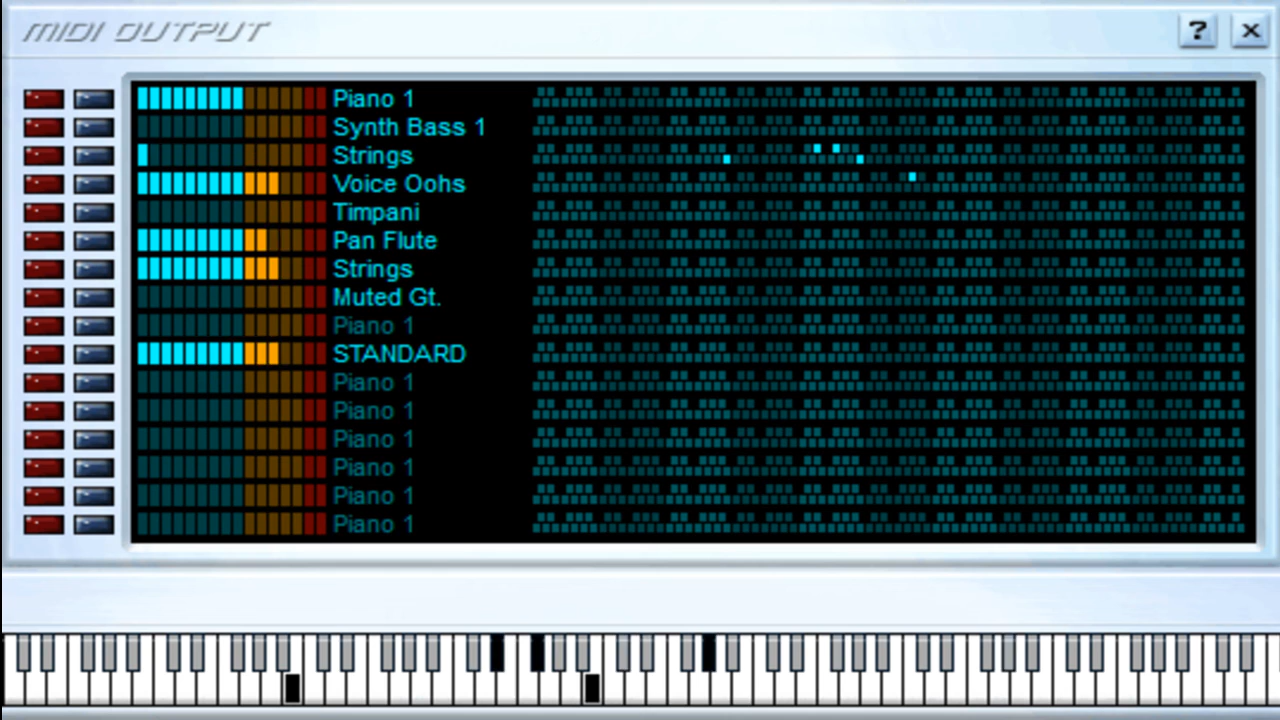 MIDI OUTPUT ? ×
Piano 1
Synth Bass 1
Strings
Voice Oohs
Timpani
Pan Flute
Strings
Muted Gt.
Piano 1
STANDARD
Piano 1
Piano 1
Piano 1
Piano 1
Piano 1
Piano 1